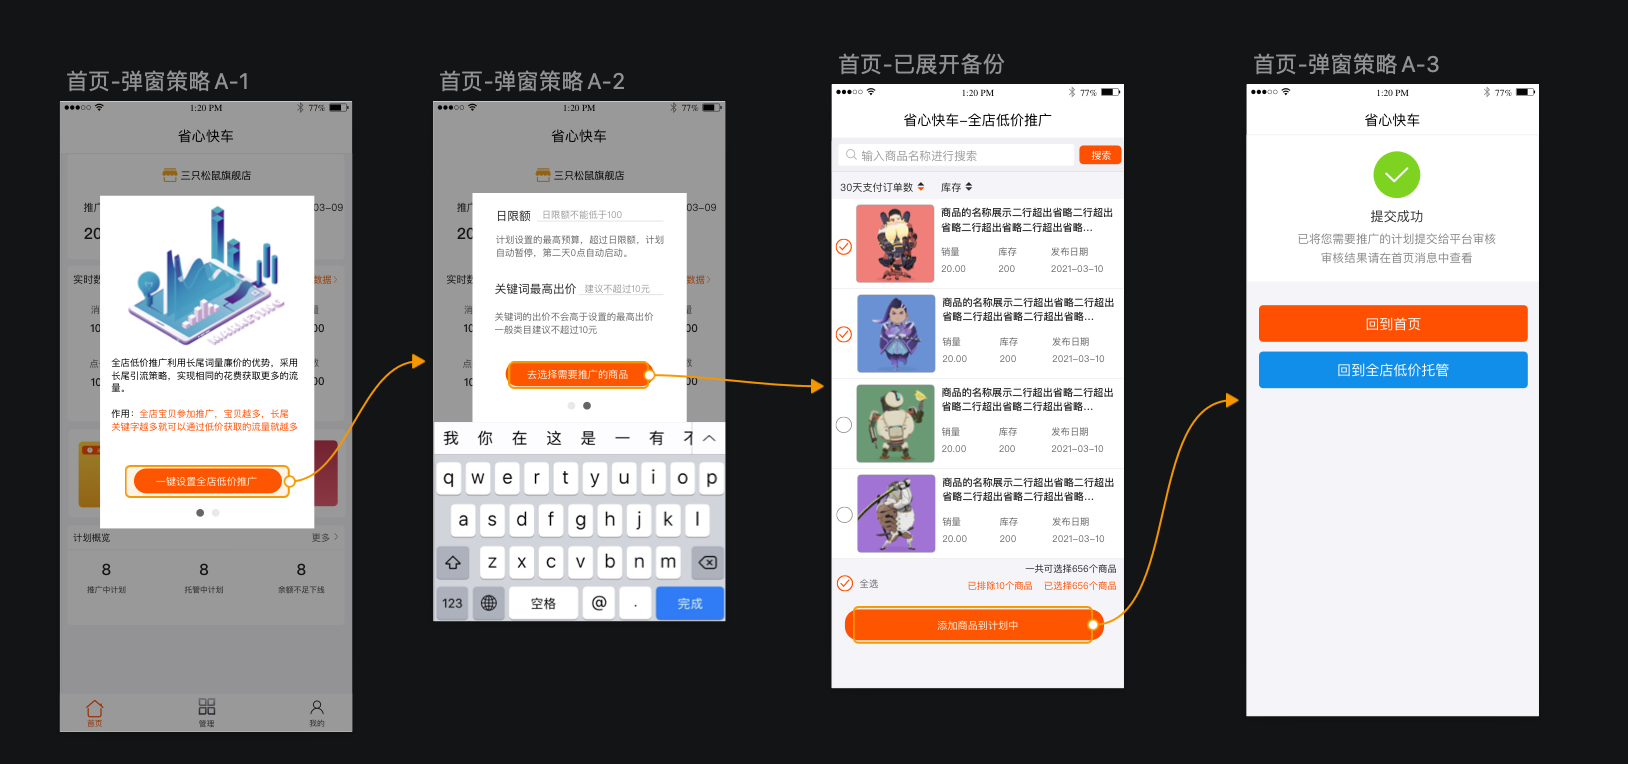 首页-弹窗策略A-1
1:20 PM
77%
省心快车
三只松鼠旗舰店
推广
03-09
20
实时数
数据
消
00
10
点
数
10
00
全店低价推广利用长尾词量廉价的优势，采用
长尾引流策略，实现相同的花费获取更多的流
量。
作用：全店宝贝参加推广，宝贝越多，长尾
关键字越多就可以通过低价获取的流量就越多
一键设置全店低价推广
计划概览
更多
8
8
8
推广中计划
托管中计划
余额不足下线
首页
管理
我的
首页-弹窗策略A-2
1:20 PM
77%
省心快车
三只松鼠旗舰店
推广
03-09
20
实时数
数据
消
00
10
点
数
10
00
日限额 日限额不能低于100
计划设置的最高预算，超过日限额，计划
自动暂停，第二天0点自动启动。
关键词最高出价 建议不超过10元
关键词的出价不会高于设置的最高出价
一般类目建议不超过10元
去选择需要推广的商品
我 你 在 这 是 一 有 不
q w e r t y u i o p
a s d f g h j k l
z x c v b n m
123
空格
@
.
完成
首页-已展开备份
1:20 PM
77%
省心快车-全店低价推广
输入商品名称进行搜索
搜索
30天支付订单数
库存
商品的名称展示二行超出省略二行超出
省略二行超出省略二行超出省略...
销量 库存 发布日期
20.00 200 2021-03-10
商品的名称展示二行超出省略二行超出
省略二行超出省略二行超出省略...
销量 库存 发布日期
20.00 200 2021-03-10
商品的名称展示二行超出省略二行超出
省略二行超出省略二行超出省略...
销量 库存 发布日期
20.00 200 2021-03-10
商品的名称展示二行超出省略二行超出
省略二行超出省略二行超出省略...
销量 库存 发布日期
20.00 200 2021-03-10
一共可选择656个商品
全选
已排除10个商品 已选择656个商品
添加商品到计划中
首页-弹窗策略A-3
1:20 PM
77%
省心快车
提交成功
已将您需要推广的计划提交给平台审核
审核结果请在首页消息中查看
回到首页
回到全店低价托管